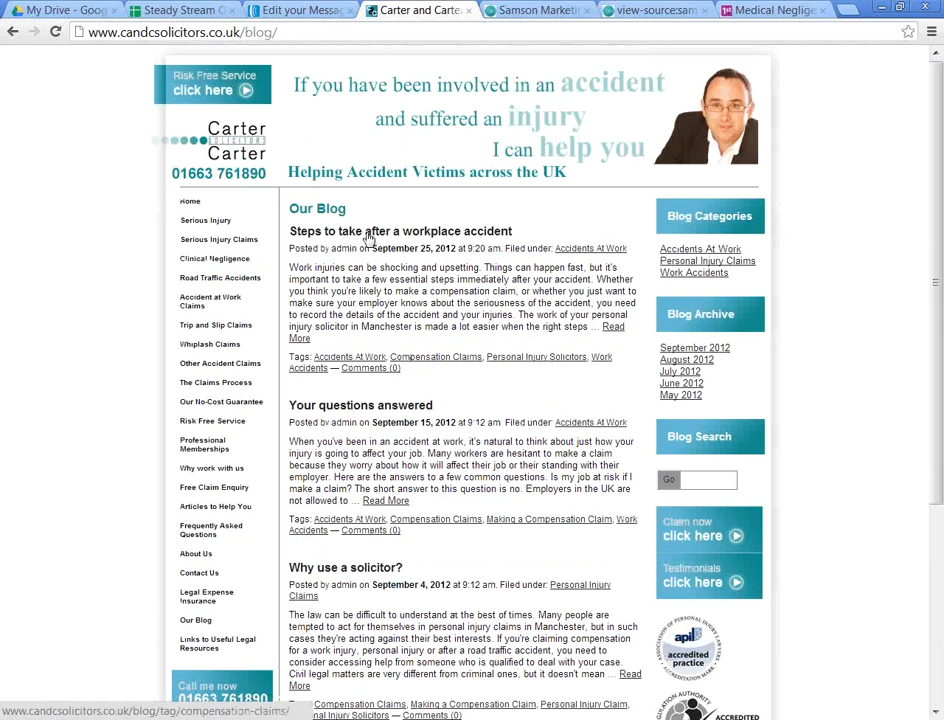 My Drive - Goo
Steady Stream O
Edit your Messa
Carter and Carte
Samson Marketi
view-source:sam
Medical Neglige
www.candcsolicitors.co.uk/blog/
Risk Free Service
click here
If you have been involved in an accident
and suffered an injury
I can help you
Carter
SOLICITORS
Carter
01663 761890
Helping Accident Victims across the UK
Home
Serious Injury
Serious Injury Claims
Clinical Negligence
Road Traffic Accidents
Accident at Work
Claims
Trip and Slip Claims
Whiplash Claims
Other Accident Claims
The Claims Process
Our No-Cost Guarantee
Risk Free Service
Professional
Memberships
Why work with us
Free Claim Enquiry
Articles to Help You
Frequently Asked
Questions
About Us
Contact Us
Legal Expense
Insurance
Our Blog
Links to Useful Legal
Resources
Call me now
01663 761890
Our Blog
Steps to take after a workplace accident
Posted by admin on September 25, 2012 at 9:20 am. Filed under: Accidents At Work
Work injuries can be shocking and upsetting. Things can happen fast, but it's
important to take a few essential steps immediately after your accident. Whether
you think you're likely to make a compensation claim, or whether you just want to
make sure your employer knows about the seriousness of the accident, you need
to record the details of the accident and your injuries. The work of your personal
injury solicitor in Manchester is made a lot easier when the right steps ... Read
More
Tags: Accidents At Work, Compensation Claims, Personal Injury Solicitors, Work
Accidents — Comments (0)
Your questions answered
Posted by admin on September 15, 2012 at 9:12 am. Filed under: Accidents At Work
When you've been in an accident at work, it's natural to think about just how your
injury is going to affect your job. Many workers are hesitant to make a claim
because they worry about how it will affect their job or their standing with their
employer. Here are the answers to a few common questions. Is my job at risk if I
make a claim? The short answer to this question is no. Employers in the UK are
not allowed to ... Read More
Tags: Accidents At Work, Compensation Claims, Making a Compensation Claim, Work
Accidents — Comments (0)
Why use a solicitor?
Posted by admin on September 4, 2012 at 9:12 am. Filed under: Personal Injury
Claims
The law can be difficult to understand at the best of times. Many people are
tempted to act for themselves in personal injury claims in Manchester, but in such
cases they're acting against their best interests. If you're claiming compensation
for a work injury, personal injury or after a road traffic accident, you need to
consider accessing help from someone who is qualified to deal with your case.
Civil legal matters are very different from criminal ones, but it doesn't mean ... Read
More
Compensation Claims, Making a Compensation Claim, Personal Injury Claim,
nal Injury Solicitors — Comments (0)
Blog Categories
Accidents At Work
Personal Injury Claims
Work Accidents
Blog Archive
September 2012
August 2012
July 2012
June 2012
May 2012
Blog Search
Go
Claim now
click here
Testimonials
click here
ASSOCIATION OF PERSONAL INJURY LAWYERS
apil
accredited
practice
ACCREDITATION MARK
AUTHORITY
ACCREDITED
www.candcsolicitors.co.uk/blog/tag/compensation-claims/